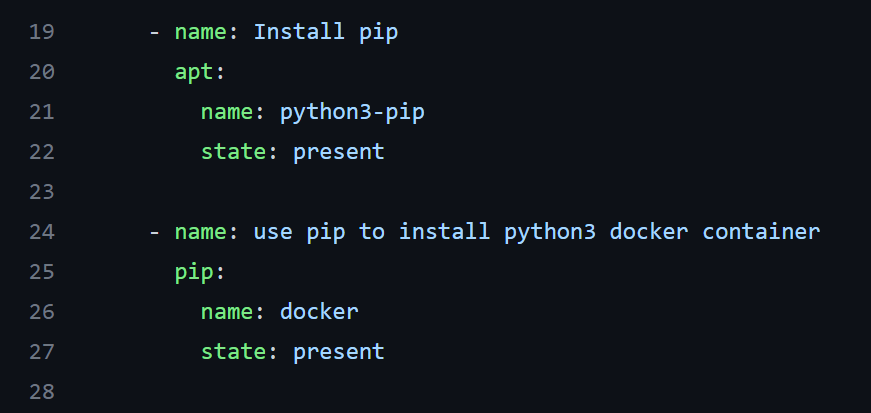 19 - name: Install pip
20 apt:
21 name: python3-pip
22 state: present
23
24 - name: use pip to install python3 docker container
25 pip:
26 name: docker
27 state: present
28